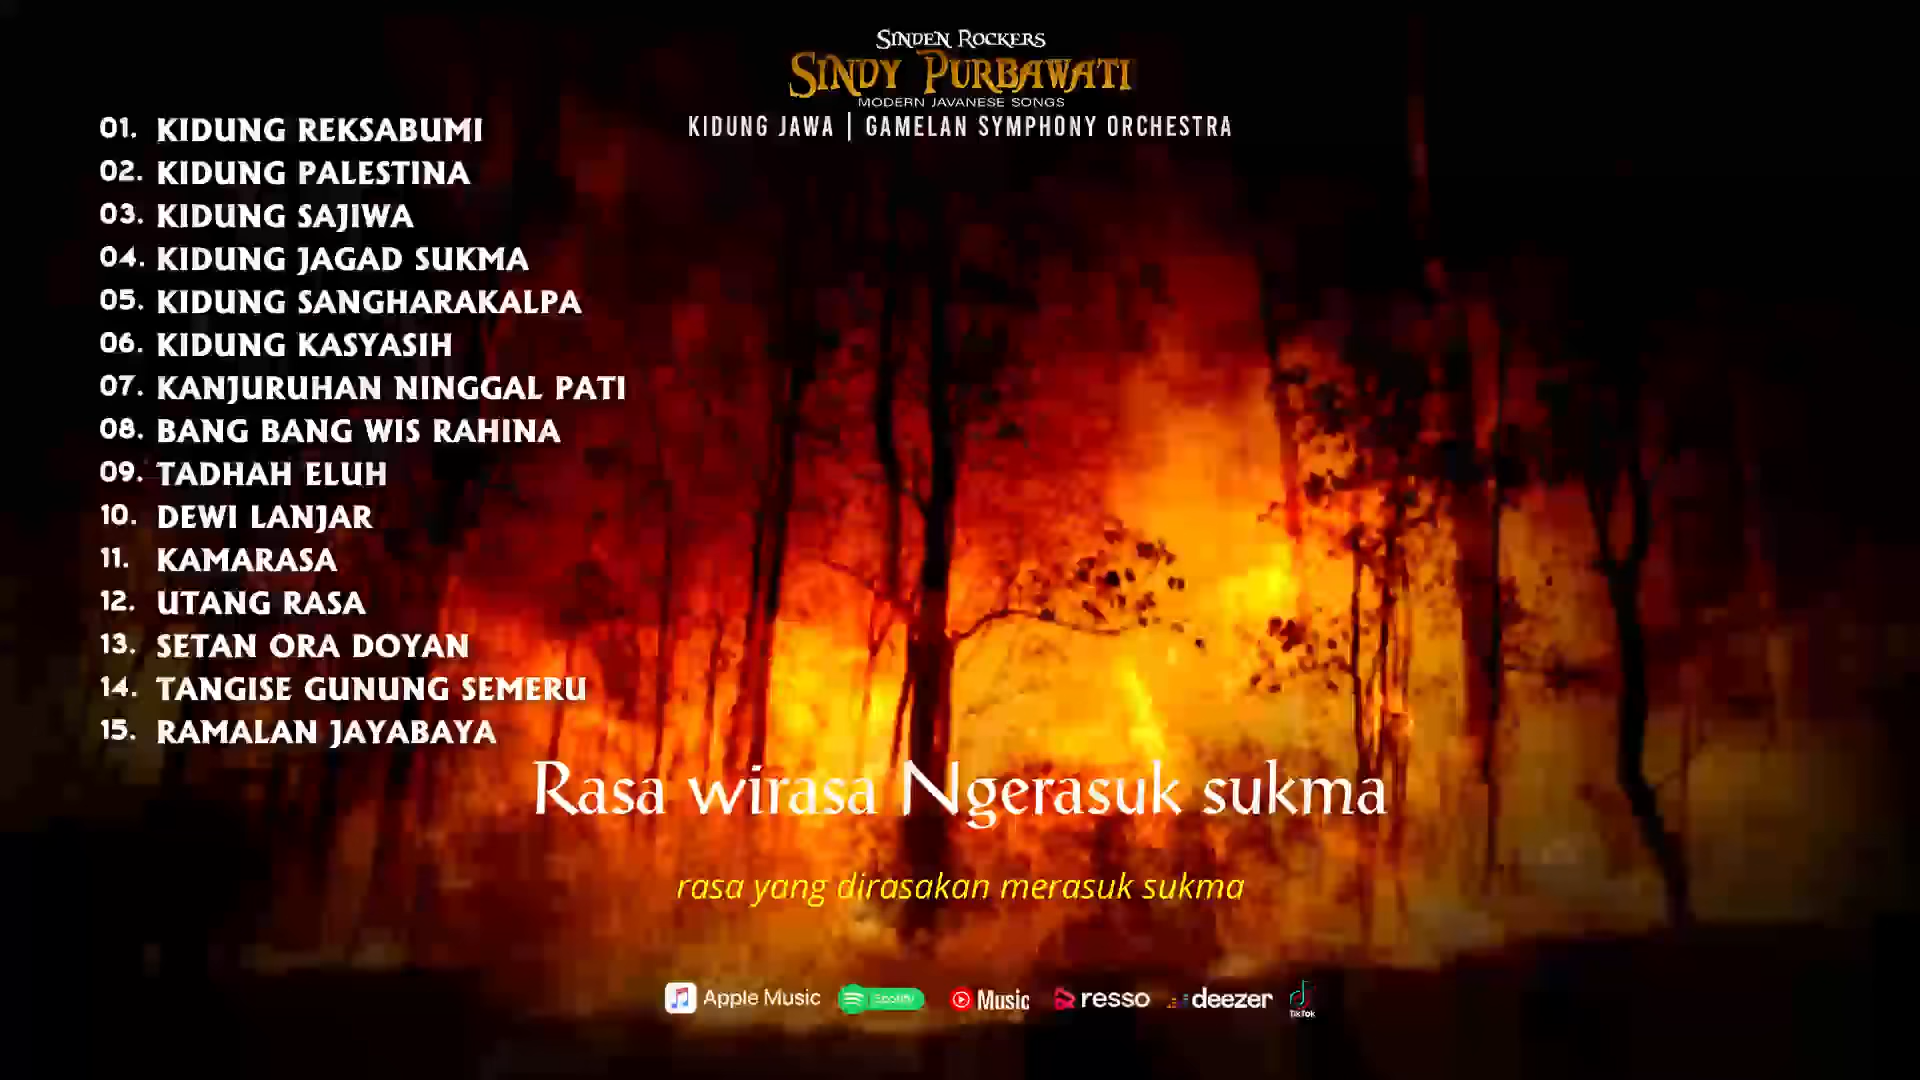 SINDEN ROCKERS
SINDY PURBAWATI
MODERN JAVANESE SONGS
KIDUNG JAWA | GAMELAN SYMPHONY ORCHESTRA
01. KIDUNG REKSABUMI
02. KIDUNG PALESTINA
03. KIDUNG SAJIWA
04. KIDUNG JAGAD SUKMA
05. KIDUNG SANGHARAKALPA
06. KIDUNG KASYASIH
07. KANJURUHAN NINGGAL PATI
08. BANG BANG WIS RAHINA
09. TADHAH ELUH
10. DEWI LANJAR
11. KAMARASA
12. UTANG RASA
13. SETAN ORA DOYAN
14. TANGISE GUNUNG SEMERU
15. RAMALAN JAYABAYA
Rasa wirasa Ngerasuk sukma
rasa yang dirasakan merasuk sukma
Apple Music Spotify Music resso deezer TikTok